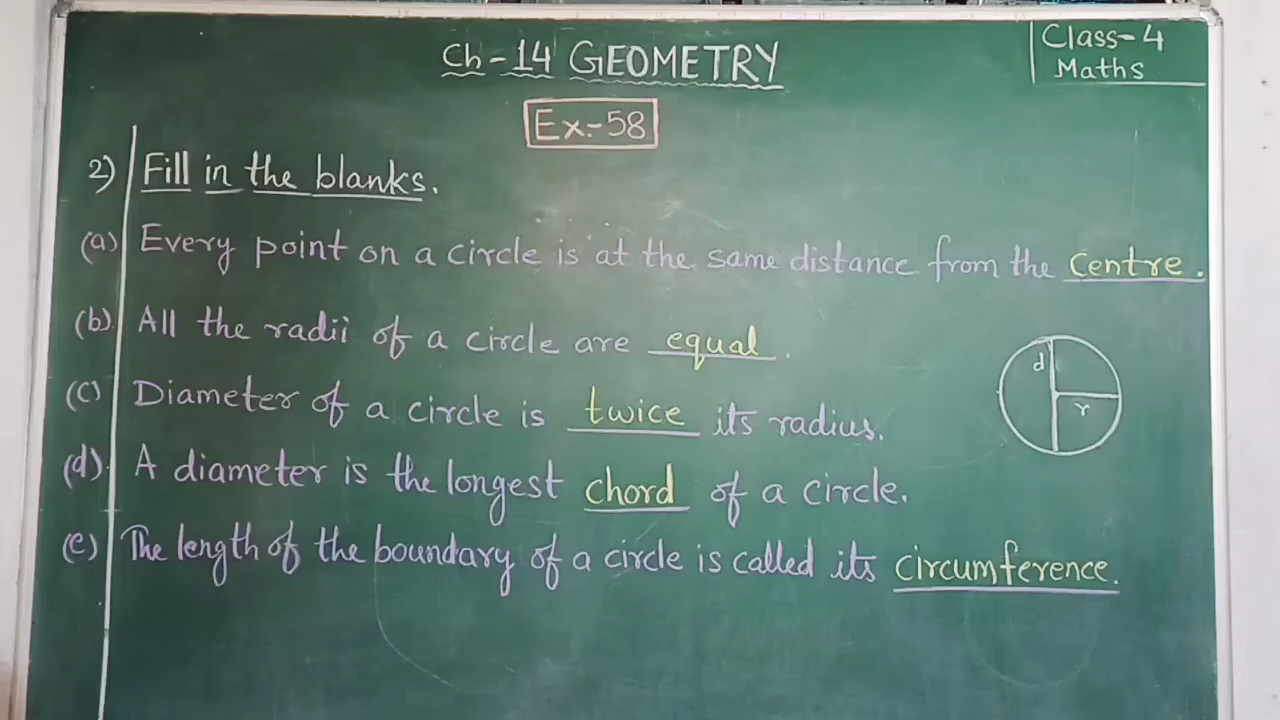 Ch-14 GEOMETRY
Class-4
Maths
Ex:-58
2) Fill in the blanks.
(a) Every point on a circle is at the same distance from the centre.
(b) All the radii of a circle are equal.
(c) Diameter of a circle is twice its radius.
(d) A diameter is the longest chord of a circle.
(e) The length of the boundary of a circle is called its circumference.
d
r